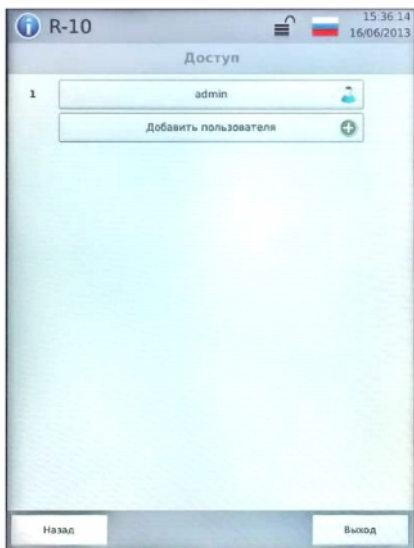 R-10
15:36:14
16/06/2013
Доступ
1
admin
Добавить пользователя
Назад
Выход